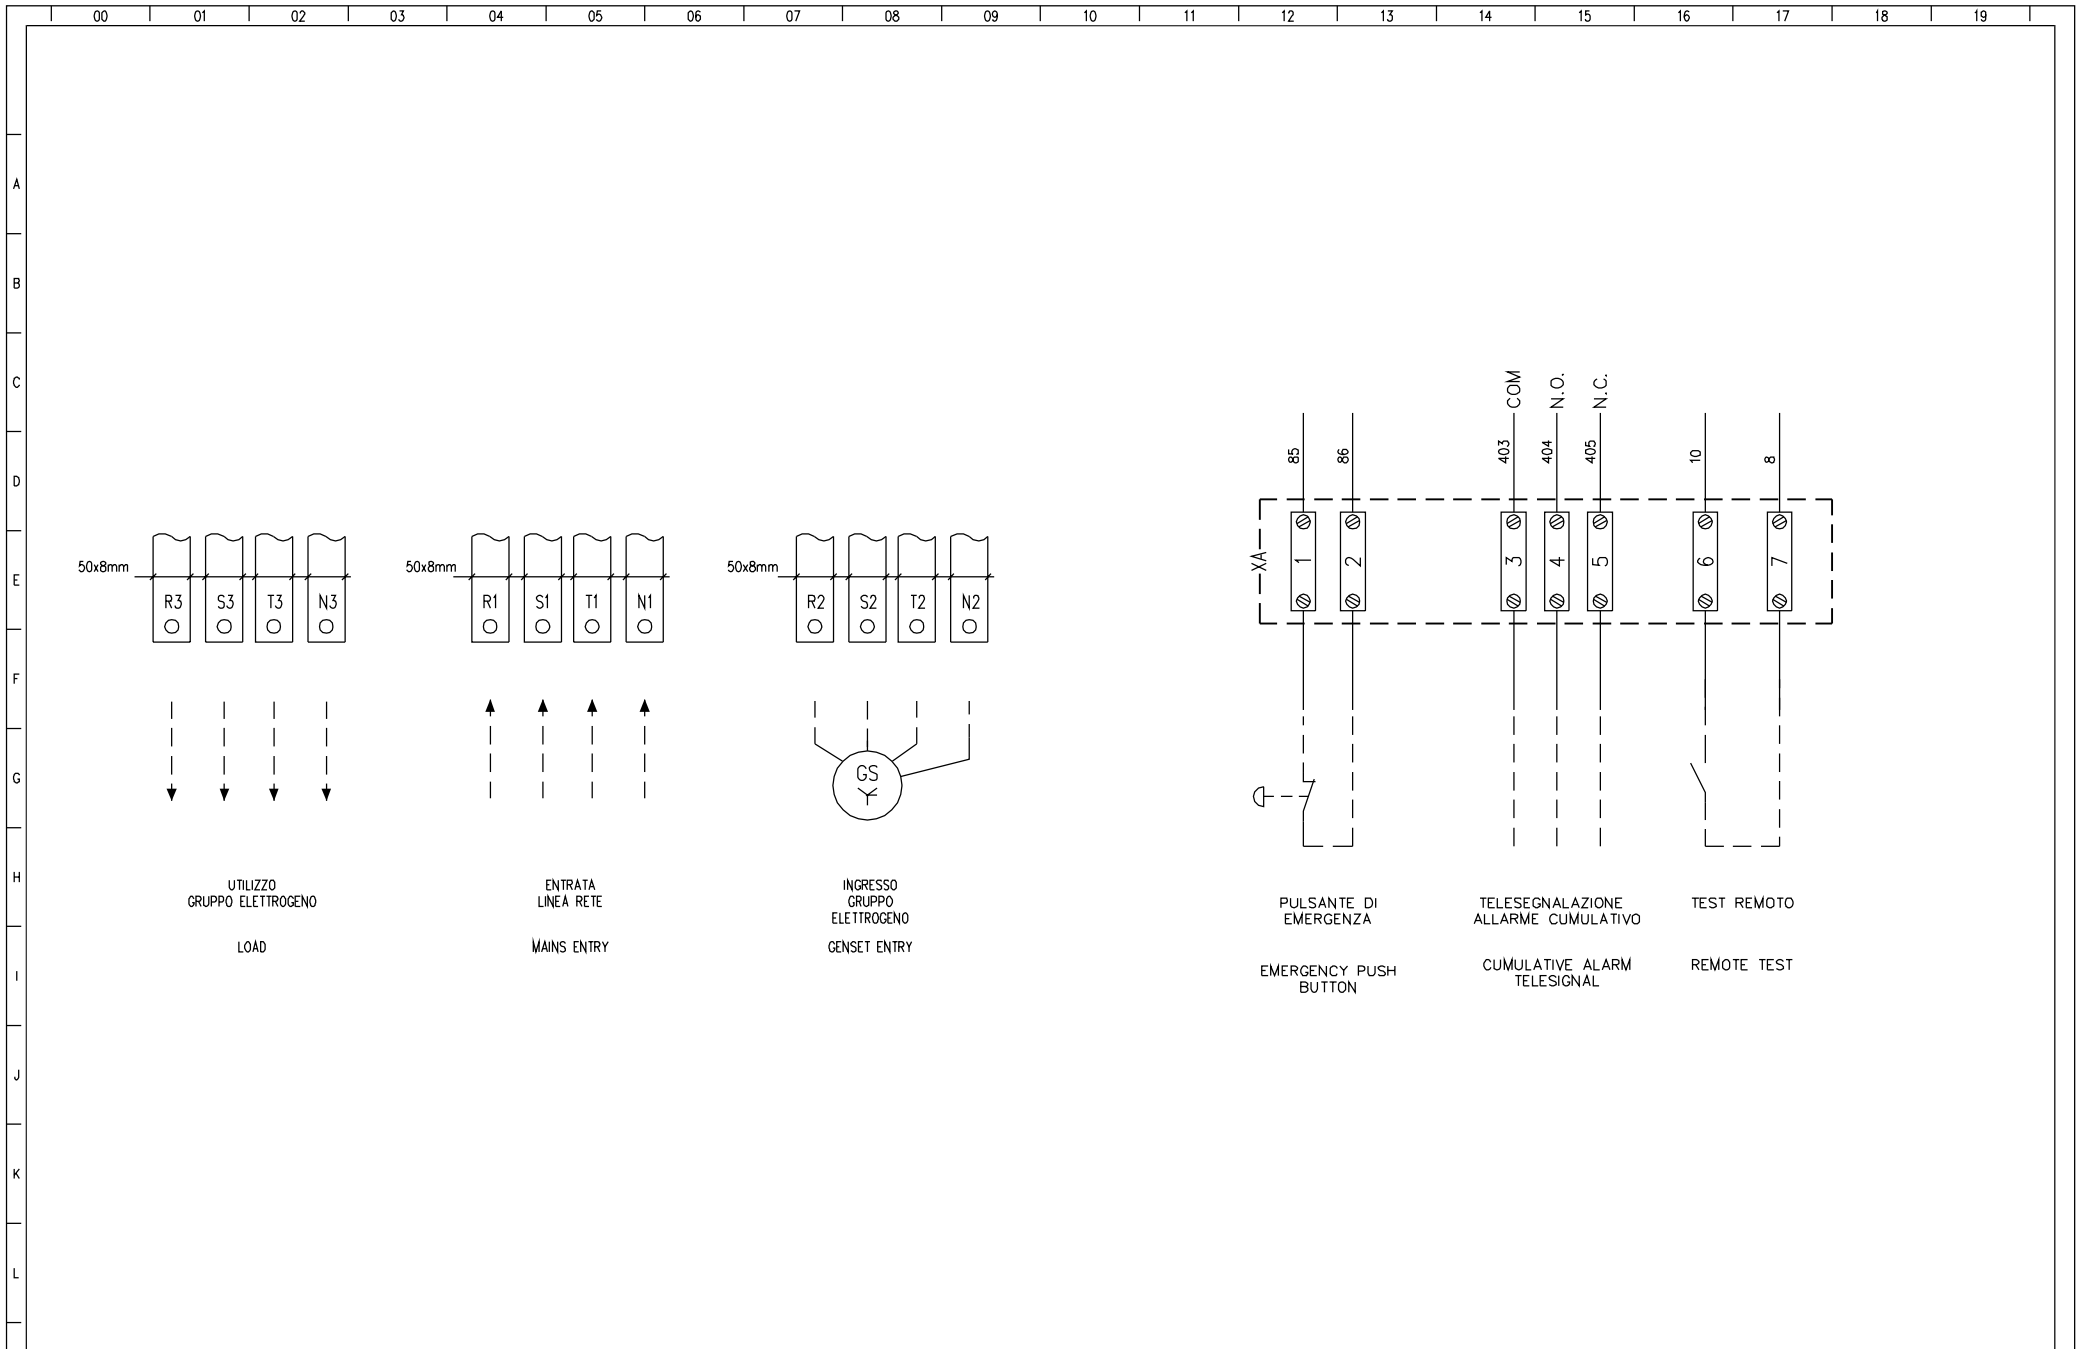 00 01 02 03 04 05 06 07 08 09 10 11 12 13 14 15 16 17 18 19
A
B
C
D
E
F
G
H
I
J
K
L
50x8mm
R3 S3 T3 N3
UTILIZZO
GRUPPO ELETTROGENO
LOAD
50x8mm
R1 S1 T1 N1
ENTRATA
LINEA RETE
MAINS ENTRY
50x8mm
R2 S2 T2 N2
GS
INGRESSO
GRUPPO
ELETTROGENO
GENSET ENTRY
COM N.O. N.C.
85 86 403 404 405 10 8
XA
1 2 3 4 5 6 7
PULSANTE DI
EMERGENZA
EMERGENCY PUSH
BUTTON
TELESEGNALAZIONE
ALLARME CUMULATIVO
CUMULATIVE ALARM
TELESIGNAL
TEST REMOTO
REMOTE TEST